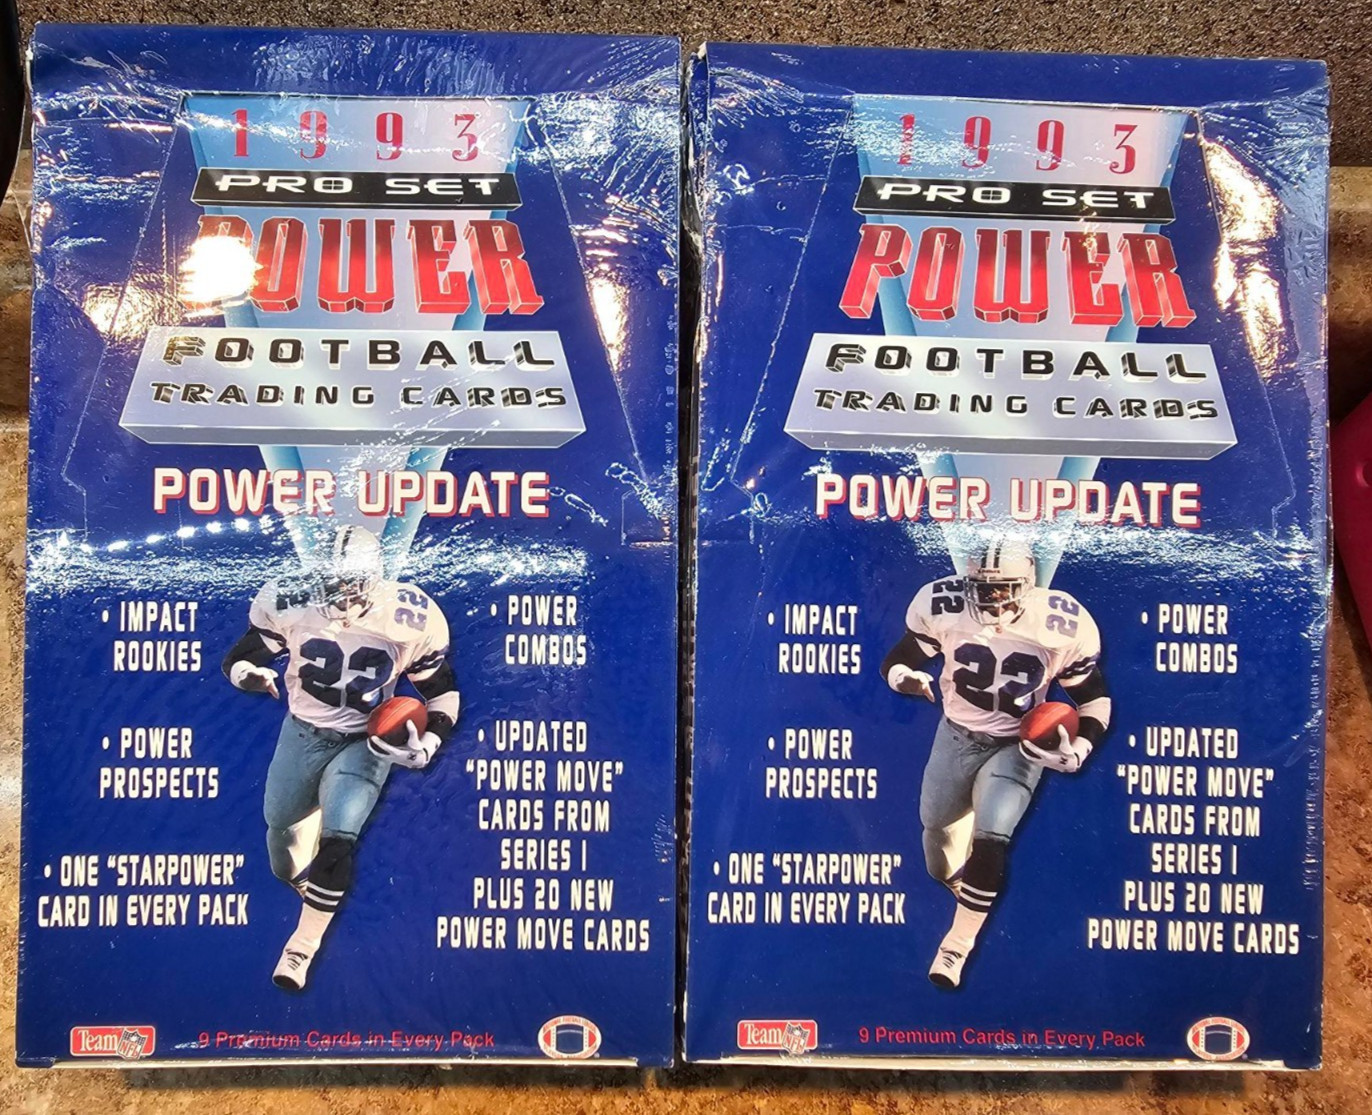 1993
PRO SET
POWER
FOOTBALL
TRADING CARDS
POWER UPDATE
• IMPACT
ROOKIES
• POWER
PROSPECTS
• ONE "STARPOWER"
CARD IN EVERY PACK
• POWER
COMBOS
• UPDATED
"POWER MOVE"
CARDS FROM
SERIES I
PLUS 20 NEW
POWER MOVE CARDS
22
22
22
Team NFL
9 Premium Cards in Every Pack
1993
PRO SET
POWER
FOOTBALL
TRADING CARDS
POWER UPDATE
• IMPACT
ROOKIES
• POWER
PROSPECTS
• ONE "STARPOWER"
CARD IN EVERY PACK
• POWER
COMBOS
• UPDATED
"POWER MOVE"
CARDS FROM
SERIES I
PLUS 20 NEW
POWER MOVE CARDS
22
22
22
Team NFL
9 Premium Cards in Every Pack